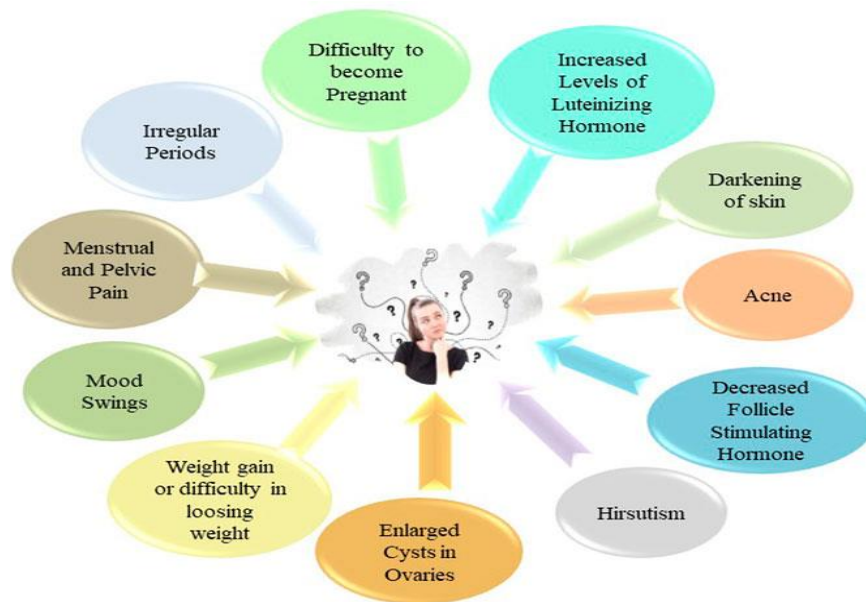 Difficulty to
become
Pregnant
Increased
Levels of
Luteinizing
Hormone
Irregular
Periods
Darkening
of skin
Menstrual
and Pelvic
Pain
Acne
Mood
Swings
Decreased
Follicle
Stimulating
Hormone
Weight gain
or difficulty in
loosing
weight
Hirsutism
Enlarged
Cysts in
Ovaries